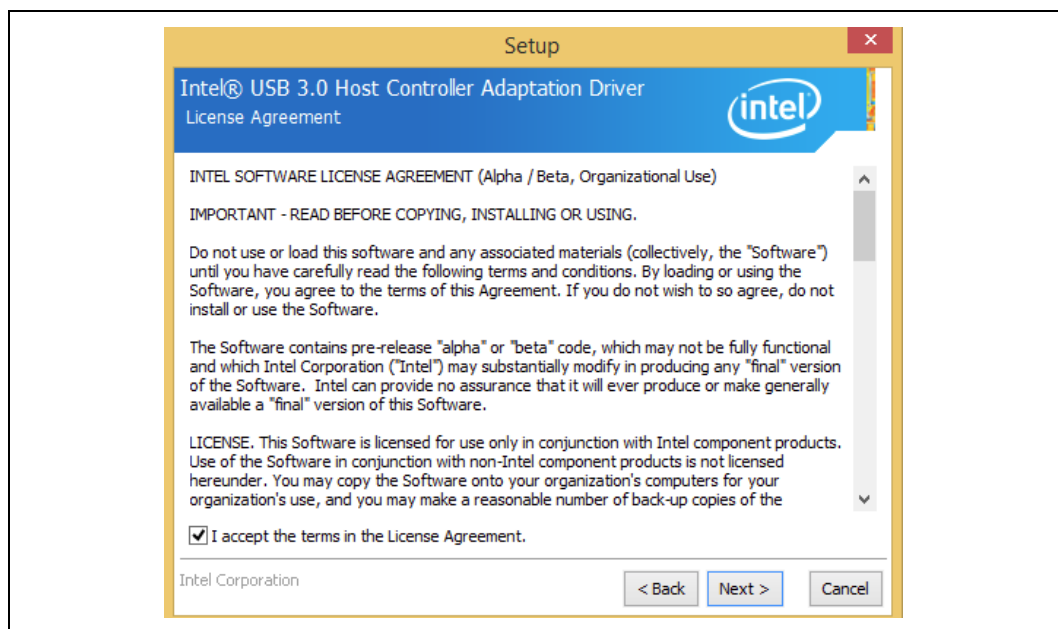 Setup
Intel® USB 3.0 Host Controller Adaptation Driver
License Agreement
intel
INTEL SOFTWARE LICENSE AGREEMENT (Alpha / Beta, Organizational Use)
IMPORTANT - READ BEFORE COPYING, INSTALLING OR USING.
Do not use or load this software and any associated materials (collectively, the "Software")
until you have carefully read the following terms and conditions. By loading or using the
Software, you agree to the terms of this Agreement. If you do not wish to so agree, do not
install or use the Software.
The Software contains pre-release "alpha" or "beta" code, which may not be fully functional
and which Intel Corporation ("Intel") may substantially modify in producing any "final" version
of the Software.  Intel can provide no assurance that it will ever produce or make generally
available a "final" version of this Software.
LICENSE. This Software is licensed for use only in conjunction with Intel component products.
Use of the Software in conjunction with non-Intel component products is not licensed
hereunder. You may copy the Software onto your organization's computers for your
organization's use, and you may make a reasonable number of back-up copies of the
I accept the terms in the License Agreement.
Intel Corporation
< Back Next > Cancel